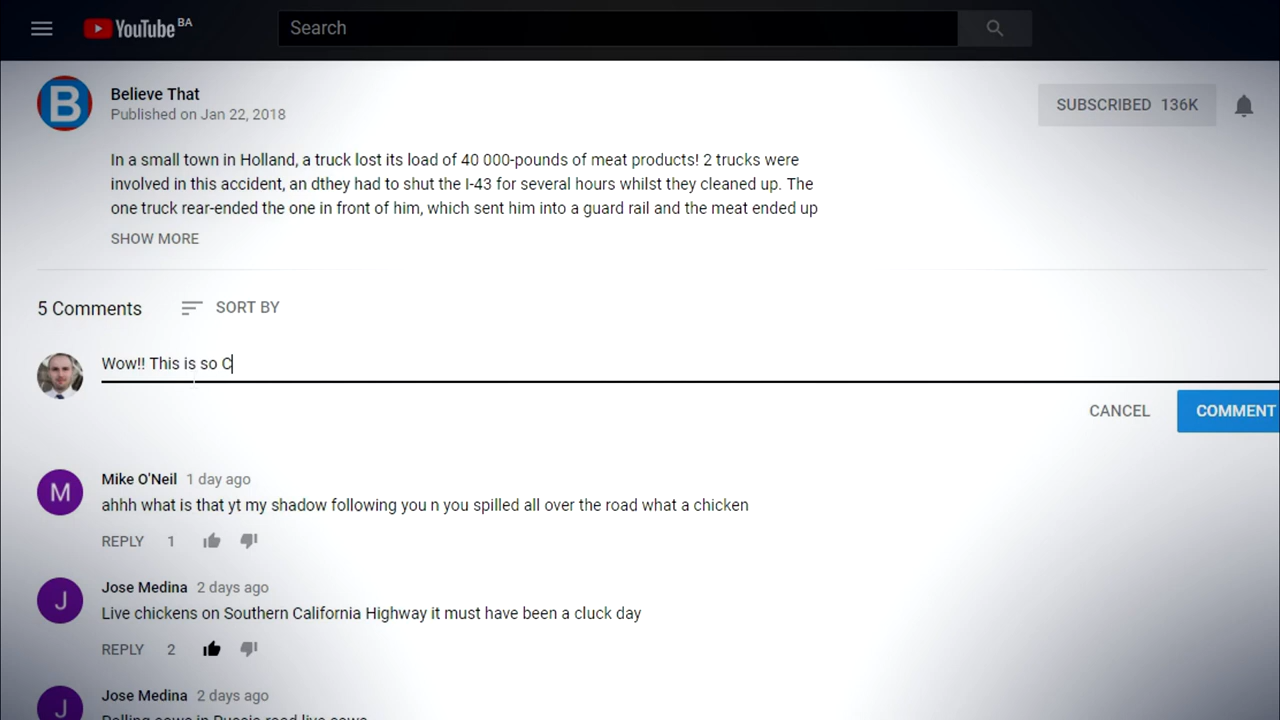 YouTube BA
Search
B
Believe That
Published on Jan 22, 2018
SUBSCRIBED 136K
In a small town in Holland, a truck lost its load of 40 000-pounds of meat products! 2 trucks were
involved in this accident, an dthey had to shut the I-43 for several hours whilst they cleaned up. The
one truck rear-ended the one in front of him, which sent him into a guard rail and the meat ended up
SHOW MORE
5 Comments
SORT BY
Wow!! This is so C
CANCEL
COMMENT
M
Mike O'Neil 1 day ago
ahhh what is that yt my shadow following you n you spilled all over the road what a chicken
REPLY 1
J
Jose Medina 2 days ago
Live chickens on Southern California Highway it must have been a cluck day
REPLY 2
J
Jose Medina 2 days ago